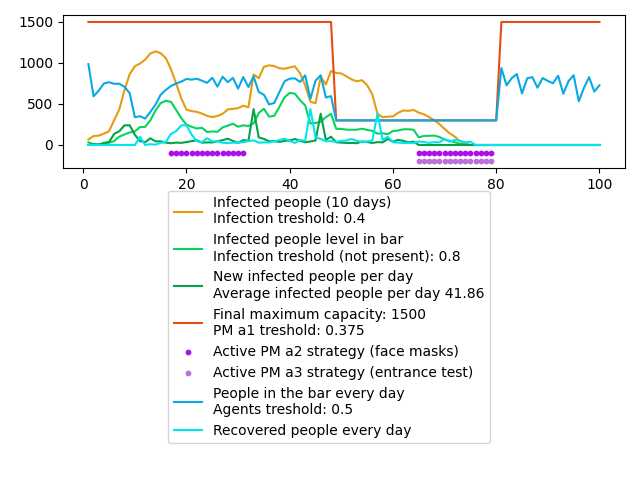 1500
1000
500
0
0
20
40
60
80
100
Infected people (10 days)
Infection treshold: 0.4
Infected people level in bar
Infection treshold (not present): 0.8
New infected people per day
Average infected people per day 41.86
Final maximum capacity: 1500
PM a1 treshold: 0.375
Active PM a2 strategy (face masks)
Active PM a3 strategy (entrance test)
People in the bar every day
Agents treshold: 0.5
Recovered people every day